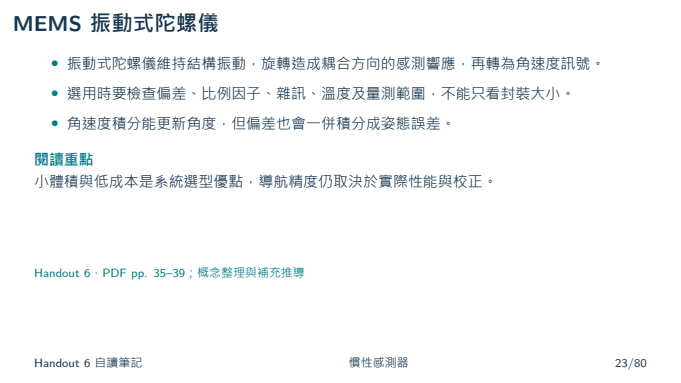 MEMS 振動式陀螺儀
• 振動式陀螺儀維持結構振動，旋轉造成耦合方向的感測響應，再轉為角速度訊號。
• 選用時要檢查偏差、比例因子、雜訊、溫度及量測範圍，不能只看封裝大小。
• 角速度積分能更新角度，但偏差也會一併積分成姿態誤差。
閱讀重點
小體積與低成本是系統選型優點，導航精度仍取決於實際性能與校正。
Handout 6 · PDF pp. 35–39；概念整理與補充推導
Handout 6 自讀筆記 慣性感測器 23/80